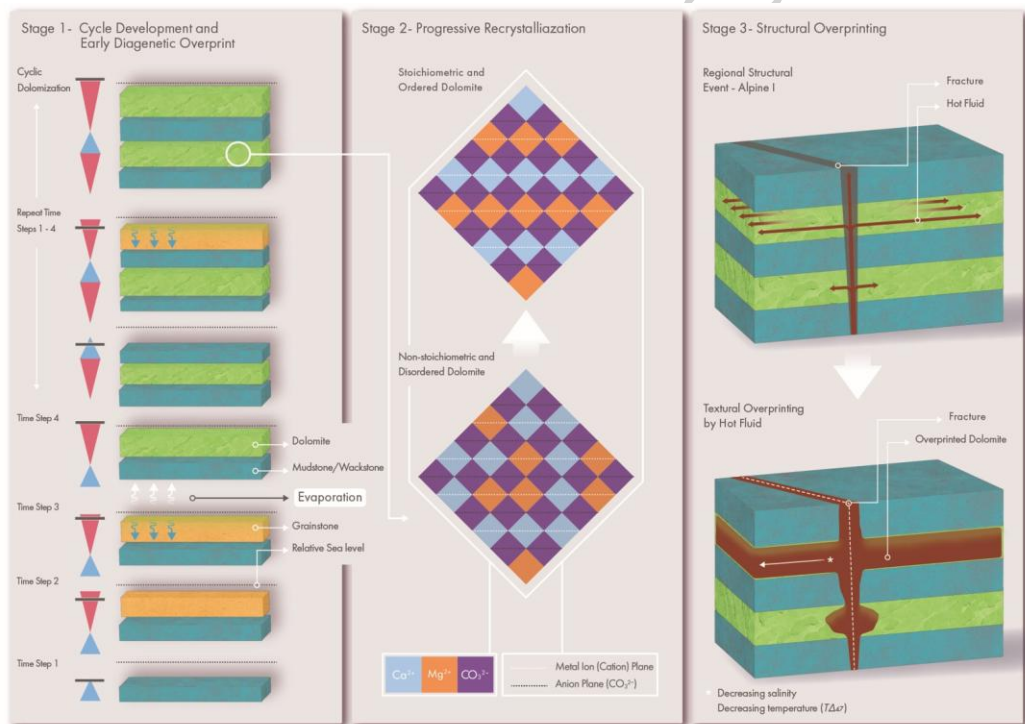 Stage 1- Cycle Development and
Early Diagenetic Overprint
Cyclic
Dolomization
Repeat Time
Steps 1 - 4
Time Step 4
Dolomite
Mudstone/Wackstone
Evaporation
Time Step 3
Grainstone
Relative Sea level
Time Step 2
Time Step 1
Stage 2- Progressive Recrystalliazation
Stoichiometric and
Ordered Dolomite
Non-stoichiometric and
Disordered Dolomite
Ca²⁺ Mg²⁺ CO₃²⁻
Metal Ion (Cation) Plane
Anion Plane (CO₃²⁻)
Stage 3- Structural Overprinting
Regional Structural
Event - Alpine I
Fracture
Hot Fluid
Textural Overprinting
by Hot Fluid
Fracture
Overprinted Dolomite
*
* Decreasing salinity
Decreasing temperature